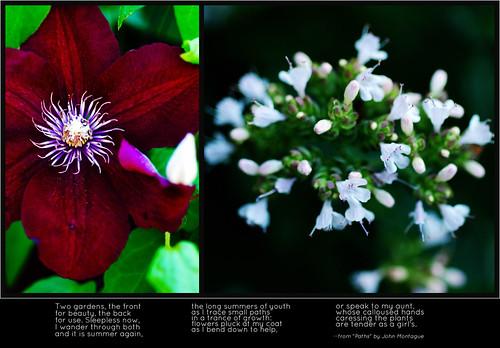 Two gardens, the front
for beauty, the back
for use. Sleepless now,
I wander through both
and it is summer again,
the long summers of youth
as I trace small paths
in a trance of growth:
flowers pluck at my coat
as I bend down to help,
or speak to my aunt,
whose calloused hands
caressing the plants
are tender as a girl's.
--from "Paths" by John Montague